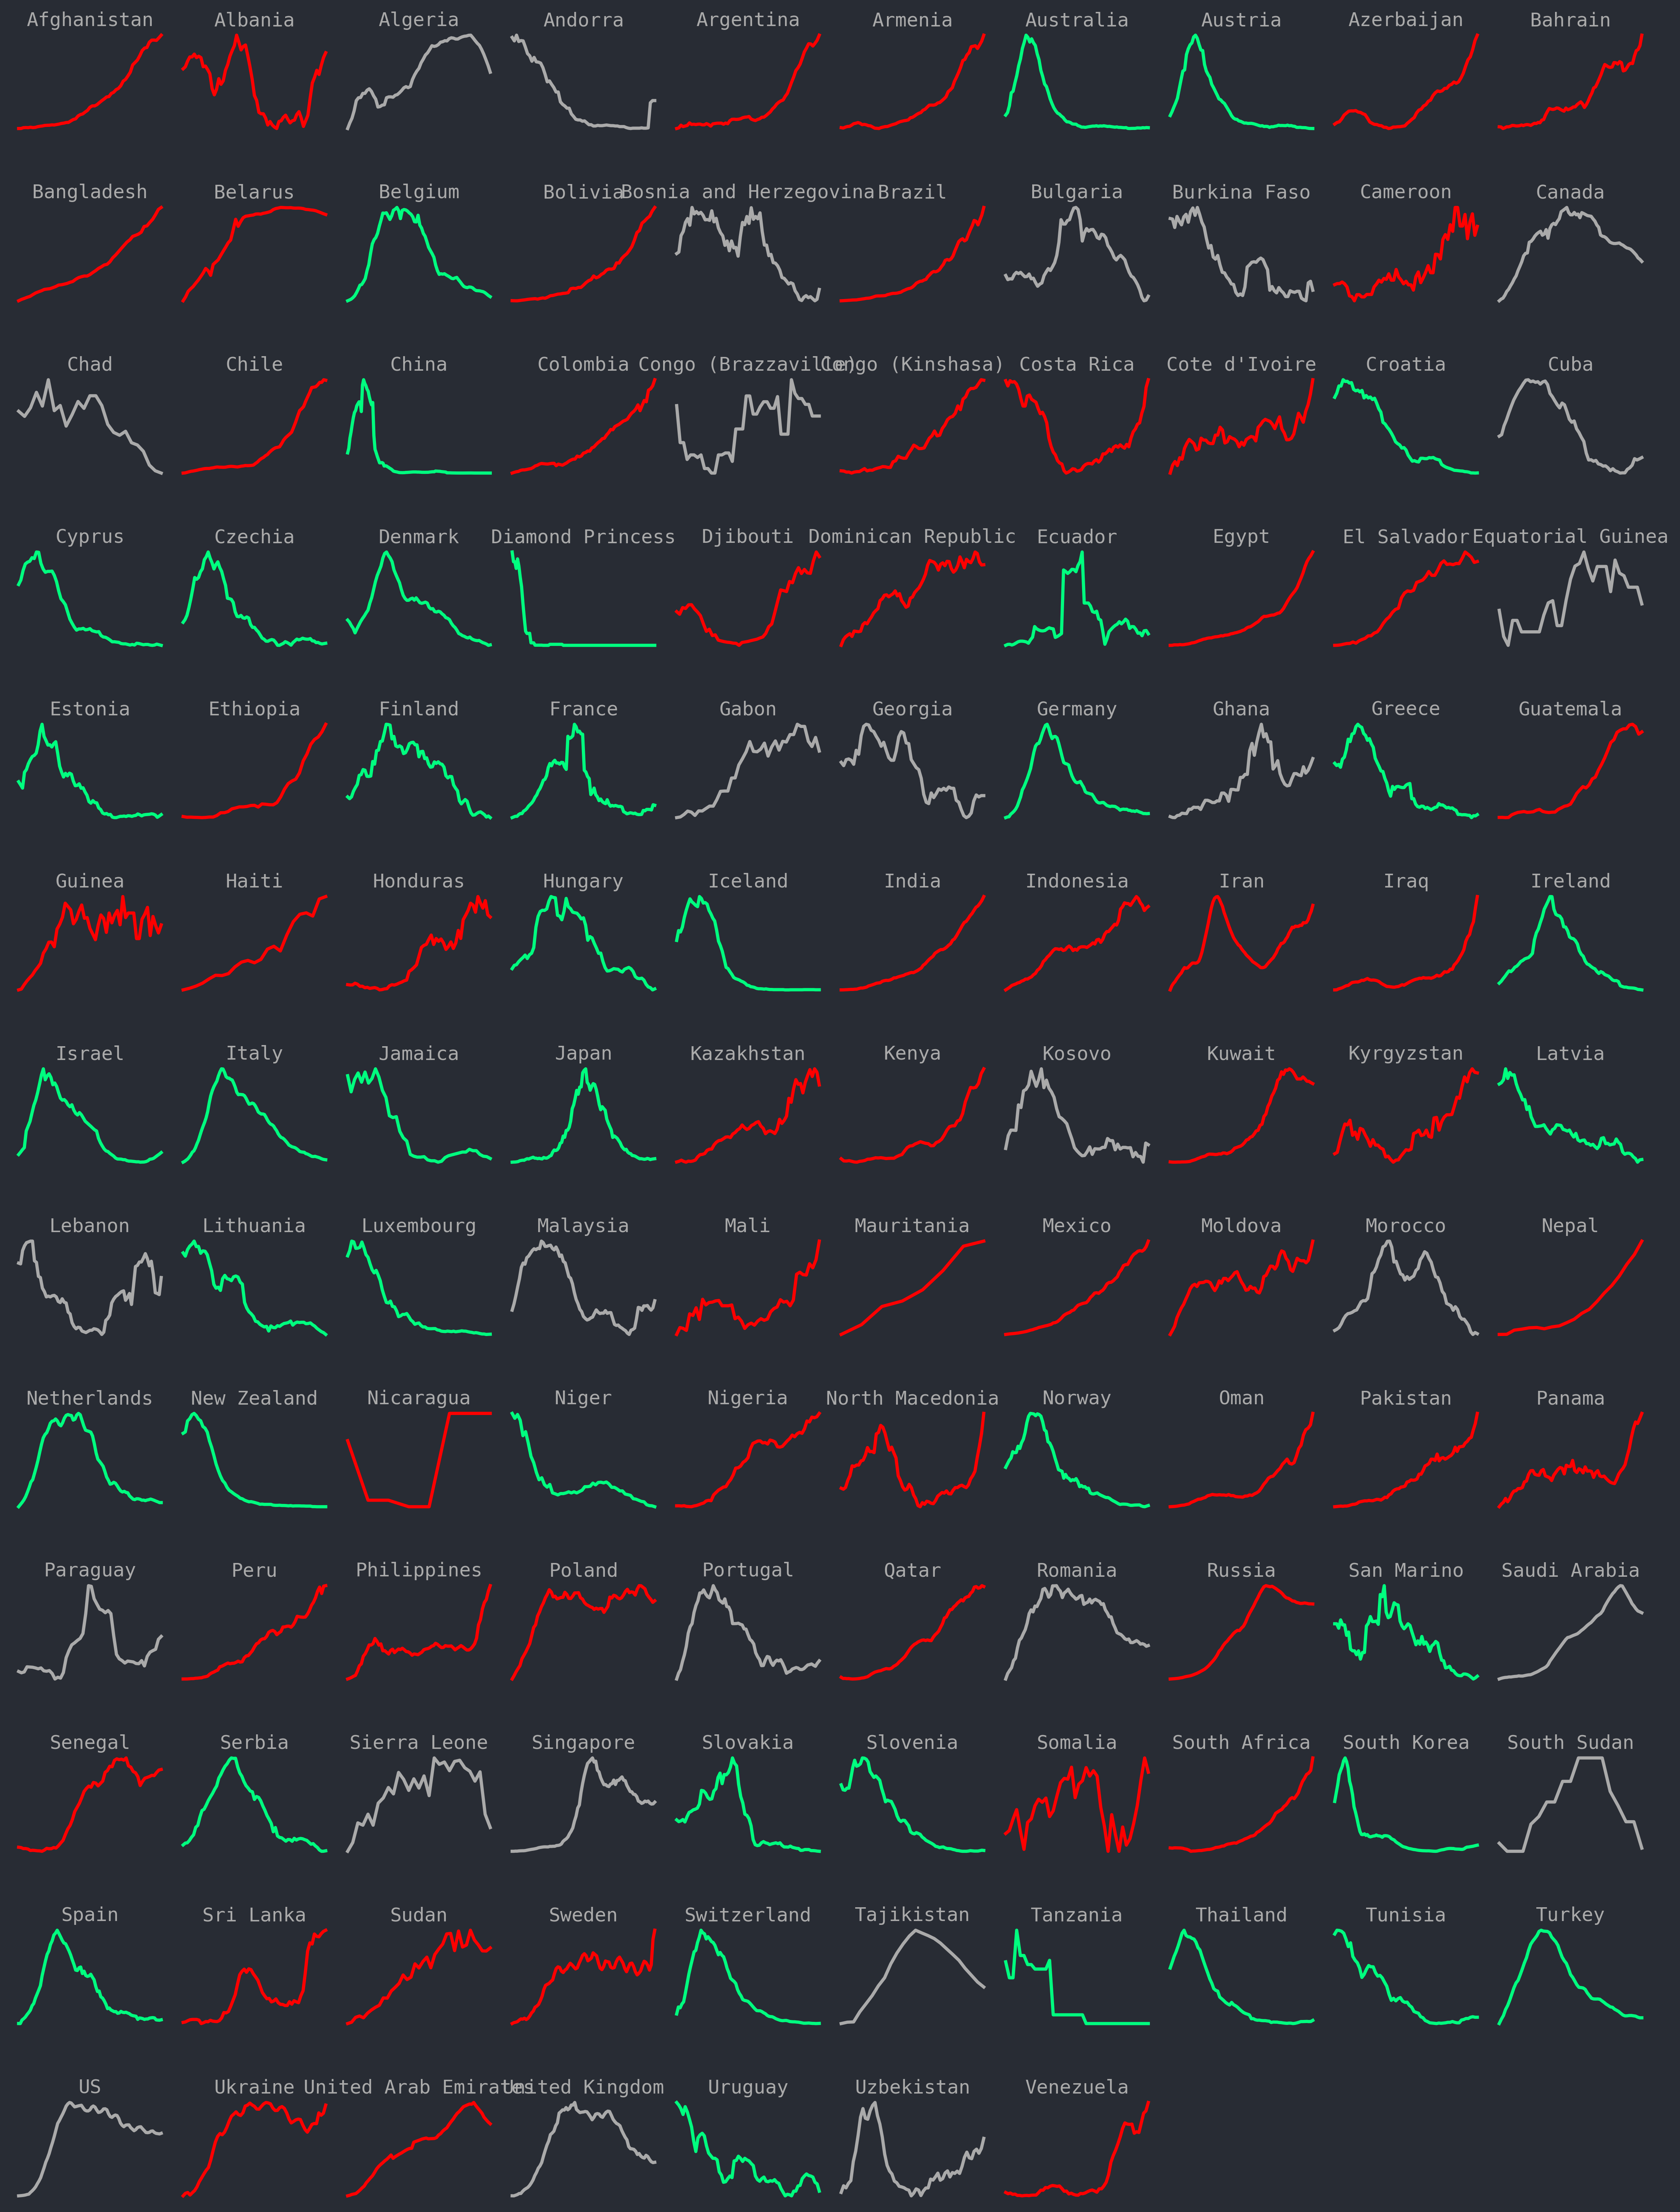 Afghanistan Albania Algeria Andorra Argentina Armenia Australia Austria Azerbaijan Bahrain
Bangladesh Belarus Belgium Bolivia Bosnia and Herzegovina Brazil Bulgaria Burkina Faso Cameroon Canada
Chad Chile China Colombia Congo (Brazzaville) Congo (Kinshasa) Costa Rica Cote d'Ivoire Croatia Cuba
Cyprus Czechia Denmark Diamond Princess Djibouti Dominican Republic Ecuador Egypt El Salvador Equatorial Guinea
Estonia Ethiopia Finland France Gabon Georgia Germany Ghana Greece Guatemala
Guinea Haiti Honduras Hungary Iceland India Indonesia Iran Iraq Ireland
Israel Italy Jamaica Japan Kazakhstan Kenya Kosovo Kuwait Kyrgyzstan Latvia
Lebanon Lithuania Luxembourg Malaysia Mali Mauritania Mexico Moldova Morocco Nepal
Netherlands New Zealand Nicaragua Niger Nigeria North Macedonia Norway Oman Pakistan Panama
Paraguay Peru Philippines Poland Portugal Qatar Romania Russia San Marino Saudi Arabia
Senegal Serbia Sierra Leone Singapore Slovakia Slovenia Somalia South Africa South Korea South Sudan
Spain Sri Lanka Sudan Sweden Switzerland Tajikistan Tanzania Thailand Tunisia Turkey
US Ukraine United Arab Emirates United Kingdom Uruguay Uzbekistan Venezuela